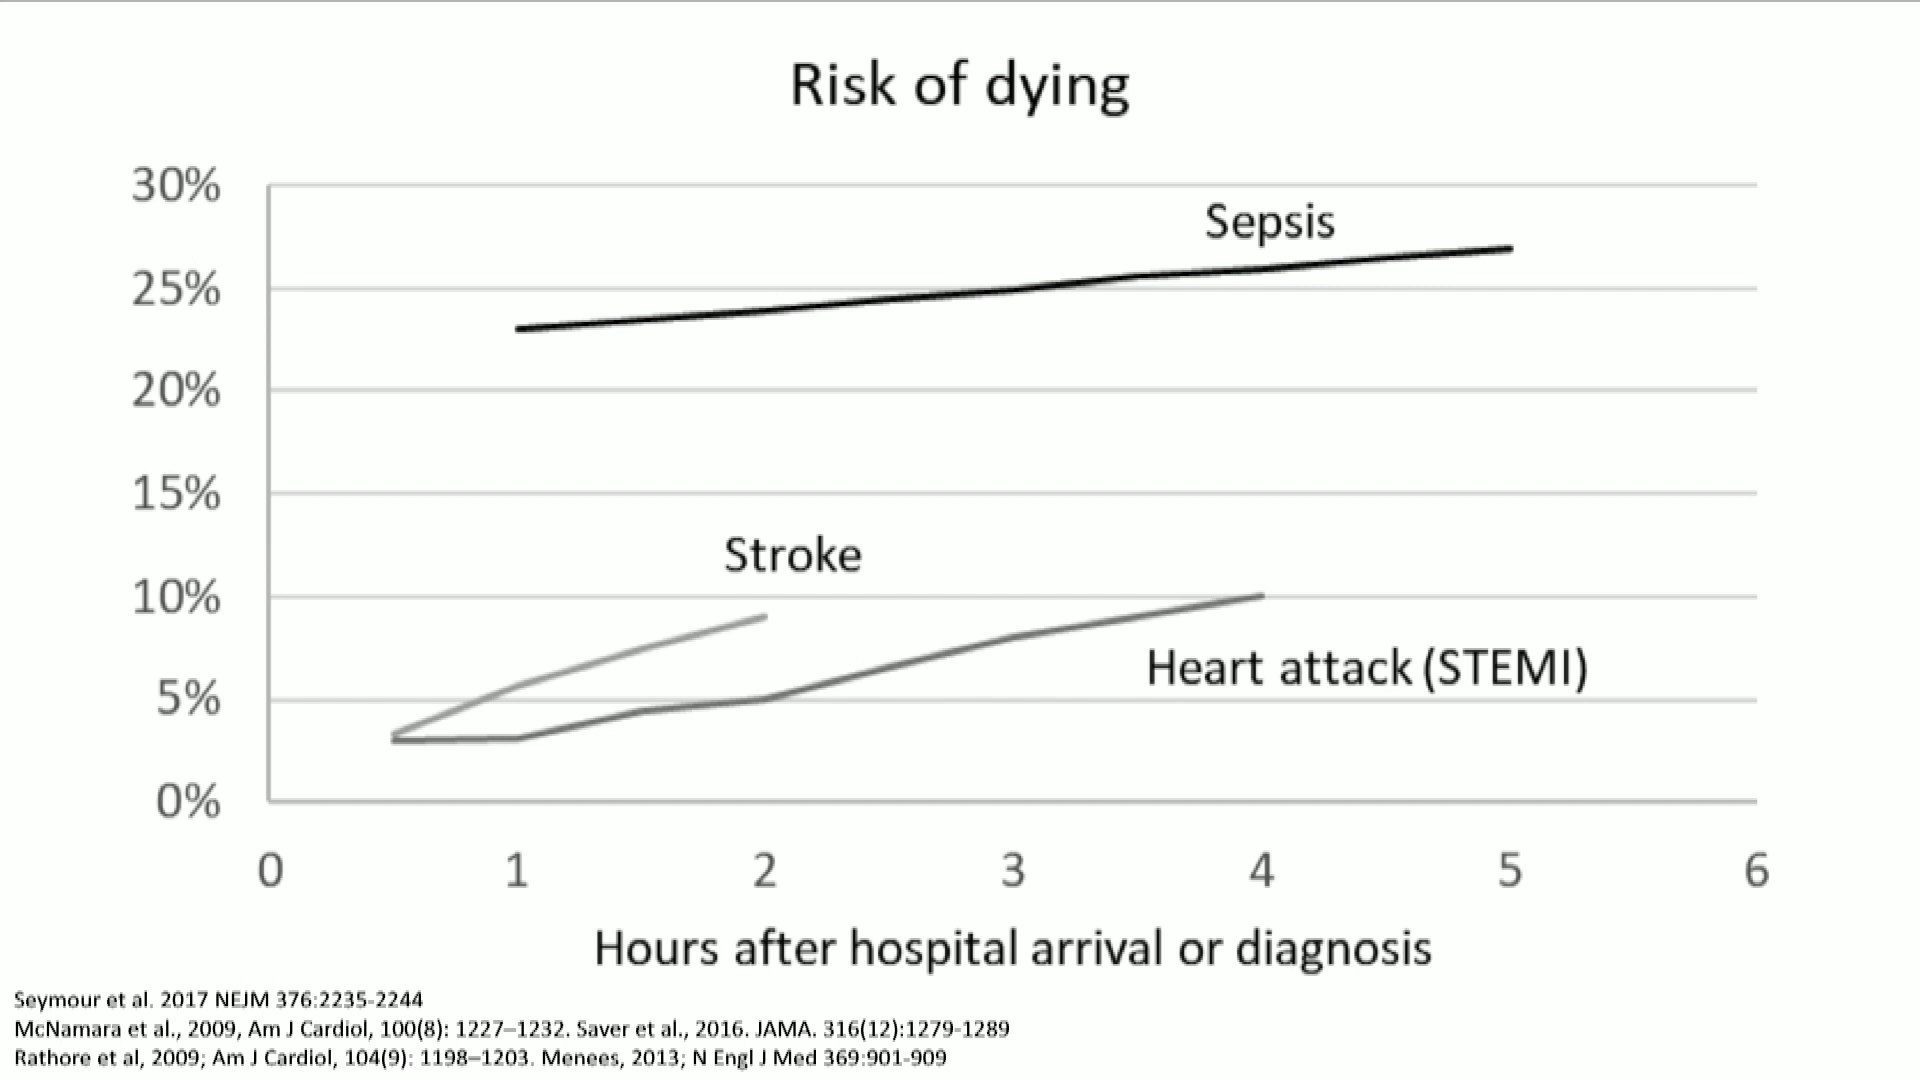 Risk of dying
30%
Sepsis
25%
20%
15%
Stroke
10%
Heart attack (STEMI)
5%
0%
0 1 2 3 4 5 6
Hours after hospital arrival or diagnosis
Seymour et al. 2017 NEJM 376:2235-2244
McNamara et al., 2009, Am J Cardiol, 100(8): 1227–1232. Saver et al., 2016. JAMA. 316(12):1279-1289
Rathore et al, 2009; Am J Cardiol, 104(9): 1198–1203. Menees, 2013; N Engl J Med 369:901-909